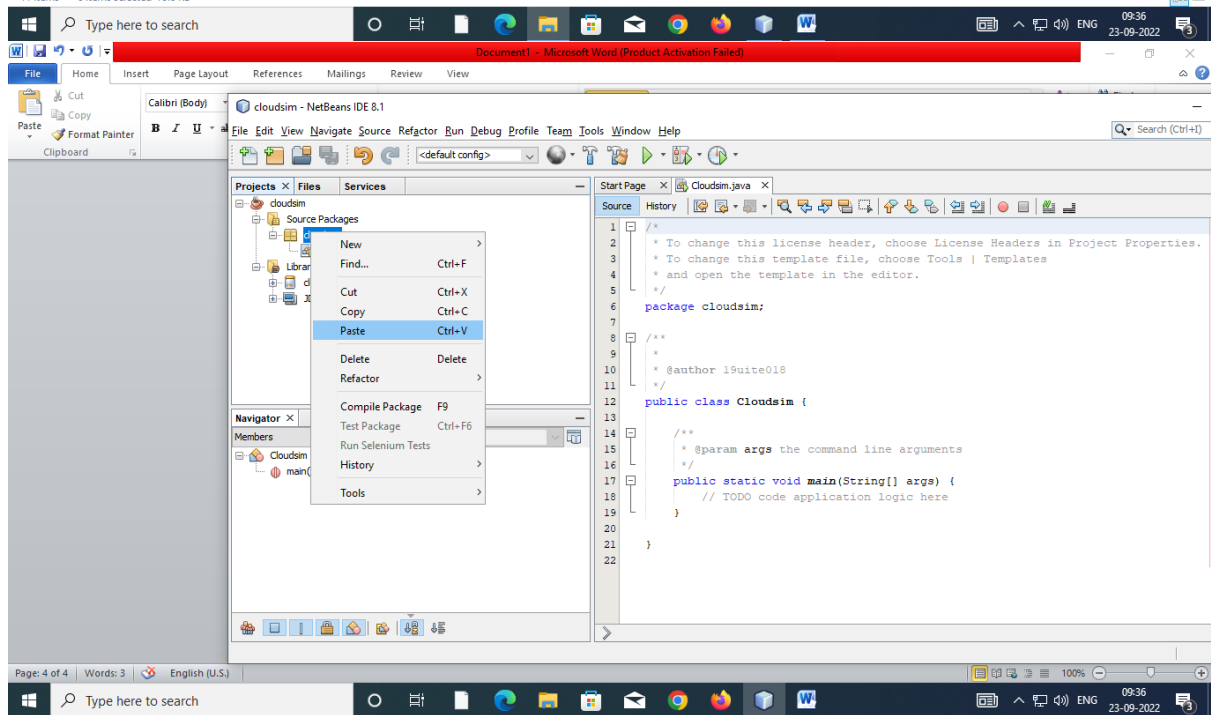 Type here to search
ENG
09:36
23-09-2022
3
Document1 - Microsoft Word (Product Activation Failed)
File Home Insert Page Layout References Mailings Review View
Cut
Copy
Paste
Format Painter
Clipboard
Calibri (Body)
B I U
cloudsim - NetBeans IDE 8.1
File Edit View Navigate Source Refactor Run Debug Profile Team Tools Window Help
Search (Ctrl+I)
<default config>
Projects Files Services
cloudsim
Source Packages
Librar
New
Find... Ctrl+F
Cut Ctrl+X
Copy Ctrl+C
Paste Ctrl+V
Delete Delete
Refactor
Compile Package F9
Test Package Ctrl+F6
Run Selenium Tests
History
Tools
Navigator
Members
Cloudsim
main(
Start Page Cloudsim.java
Source History
1 /*
2 * To change this license header, choose License Headers in Project Properties.
3 * To change this template file, choose Tools | Templates
4 * and open the template in the editor.
5 */
6 package cloudsim;
7
8 /**
9 *
10 * @author 19uite018
11 */
12 public class Cloudsim {
13
14 /**
15 * @param args the command line arguments
16 */
17 public static void main(String[] args) {
18 // TODO code application logic here
19 }
20
21 }
22
Page: 4 of 4 Words: 3 English (U.S.)
100%
Type here to search
ENG
09:36
23-09-2022
3